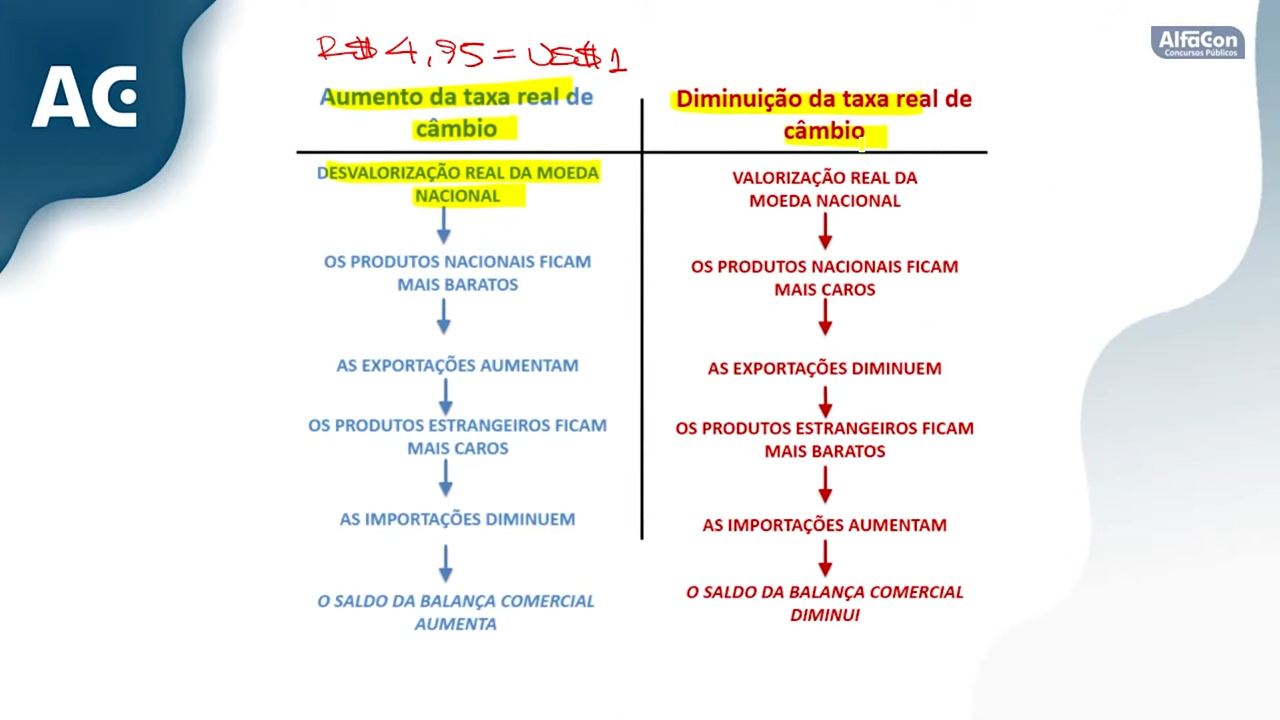 AlfaCon
Concursos Públicos
AC
R$ 4,95 = US$ 1
Aumento da taxa real de
câmbio
DESVALORIZAÇÃO REAL DA MOEDA
NACIONAL
OS PRODUTOS NACIONAIS FICAM
MAIS BARATOS
AS EXPORTAÇÕES AUMENTAM
OS PRODUTOS ESTRANGEIROS FICAM
MAIS CAROS
AS IMPORTAÇÕES DIMINUEM
O SALDO DA BALANÇA COMERCIAL
AUMENTA
Diminuição da taxa real de
câmbio
VALORIZAÇÃO REAL DA
MOEDA NACIONAL
OS PRODUTOS NACIONAIS FICAM
MAIS CAROS
AS EXPORTAÇÕES DIMINUEM
OS PRODUTOS ESTRANGEIROS FICAM
MAIS BARATOS
AS IMPORTAÇÕES AUMENTAM
O SALDO DA BALANÇA COMERCIAL
DIMINUI